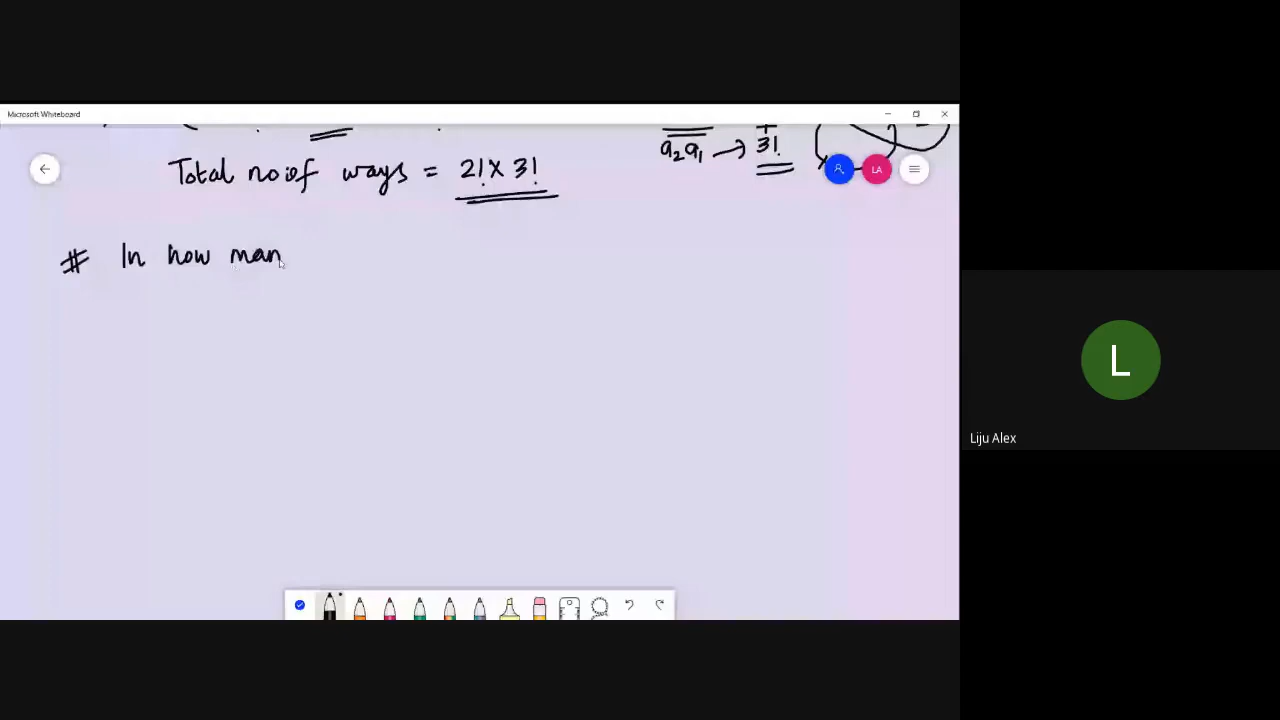 Microsoft Whiteboard
a₂a₁ → 3!
Total no.of ways = 2! X 3!
LA
# In how man
L
Liju Alex